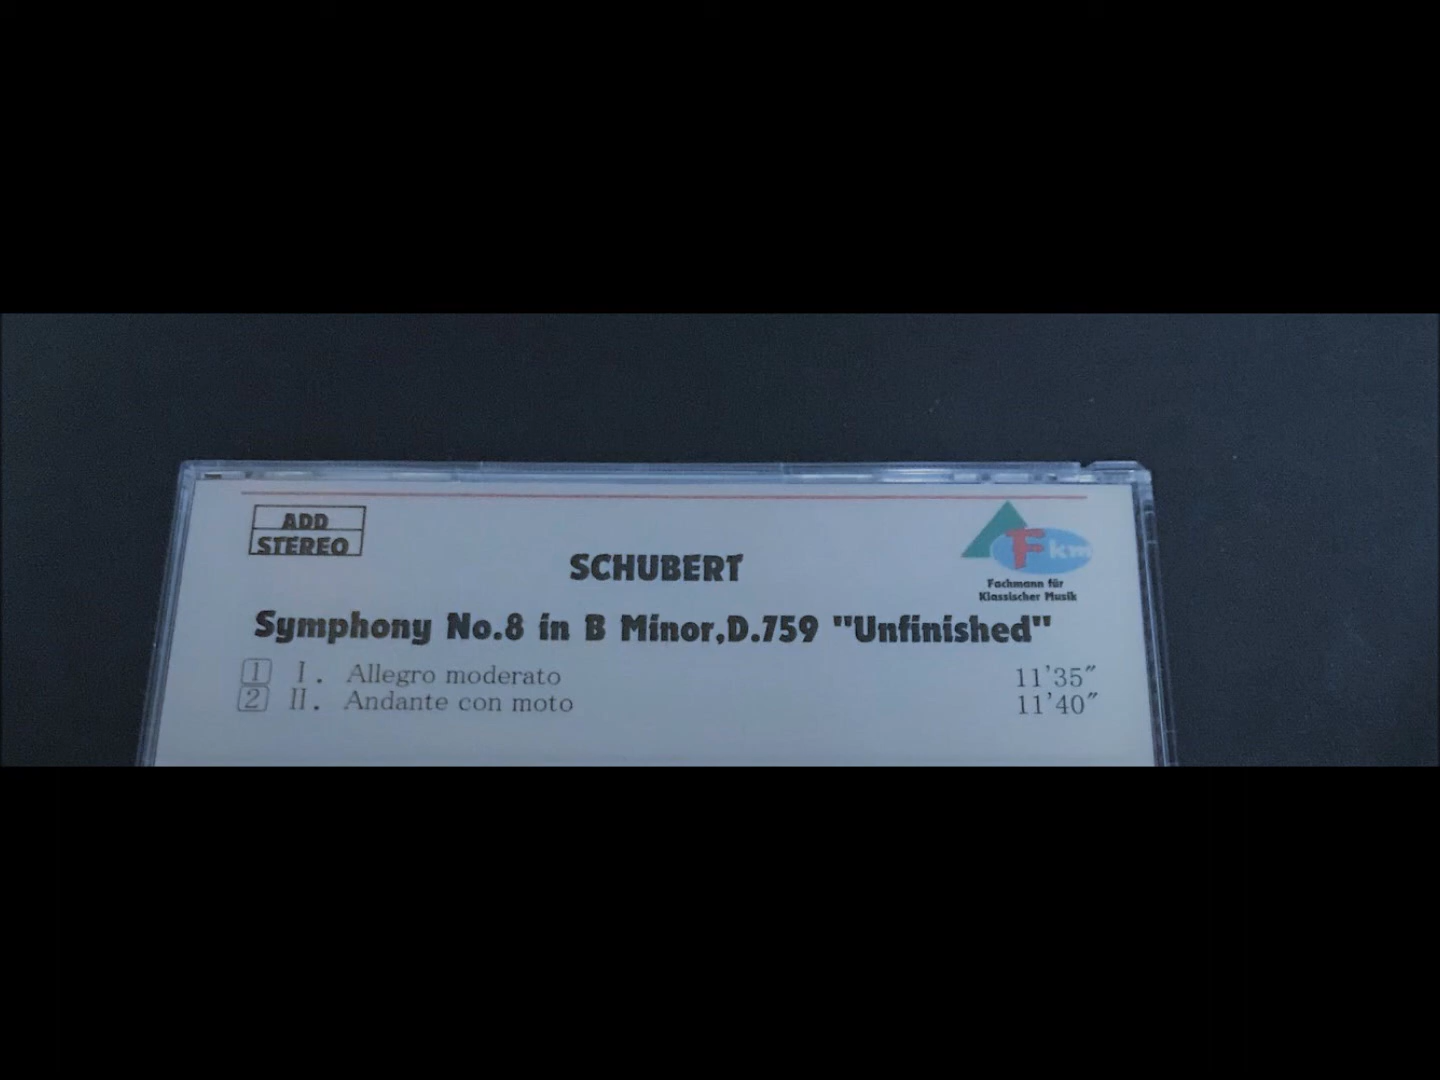 ADD
STEREO
SCHUBERT
Fkm
Fachmann für
Klassischer Musik
Symphony No.8 in B Minor,D.759 "Unfinished"
1 I. Allegro moderato 11'35"
2 II. Andante con moto 11'40"